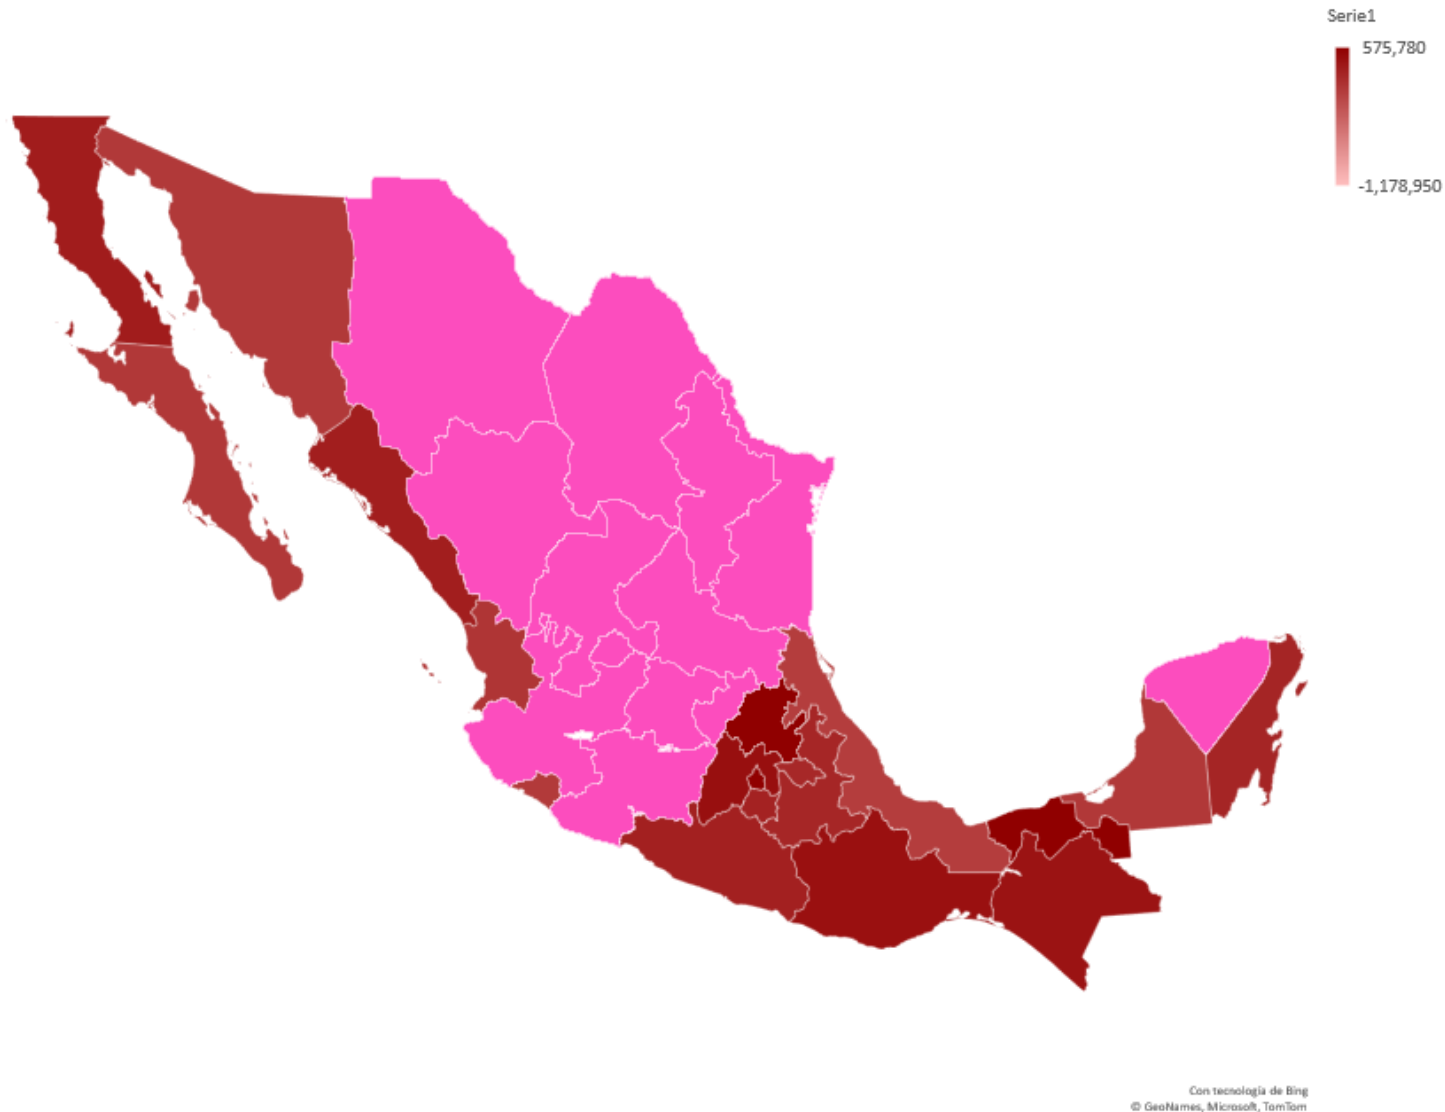 Serie1
575,780
-1,178,950
Con tecnología de Bing
© GeoNames, Microsoft, TomTom